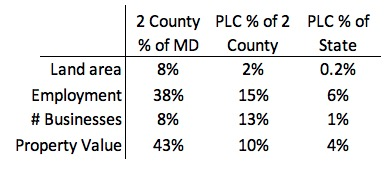 2 County PLC % of 2 PLC % of
% of MD County State
Land area 8% 2% 0.2%
Employment 38% 15% 6%
# Businesses 8% 13% 1%
Property Value 43% 10% 4%